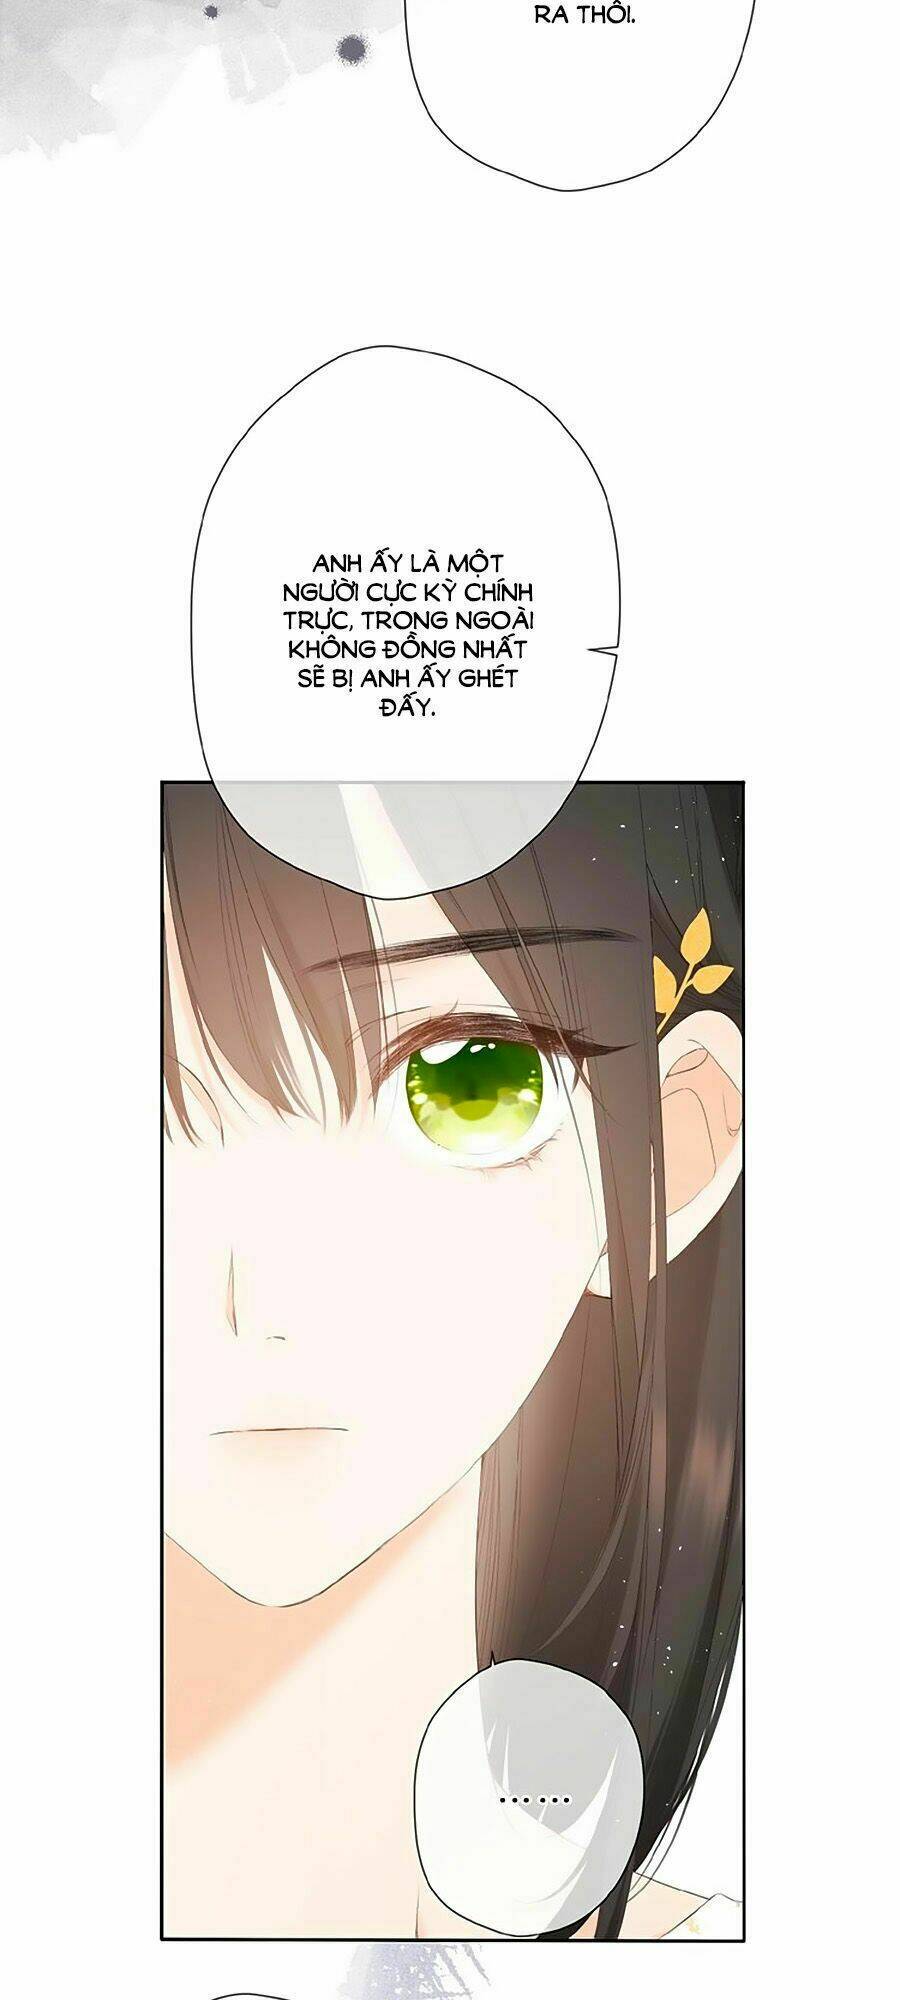 RA THÔI.
ANH ẤY LÀ MỘT
NGƯỜI CỰC KỲ CHÍNH
TRỰC, TRONG NGOÀI
KHÔNG ĐỒNG NHẤT
SẼ BỊ ANH ẤY GHÉT
ĐẤY.
......